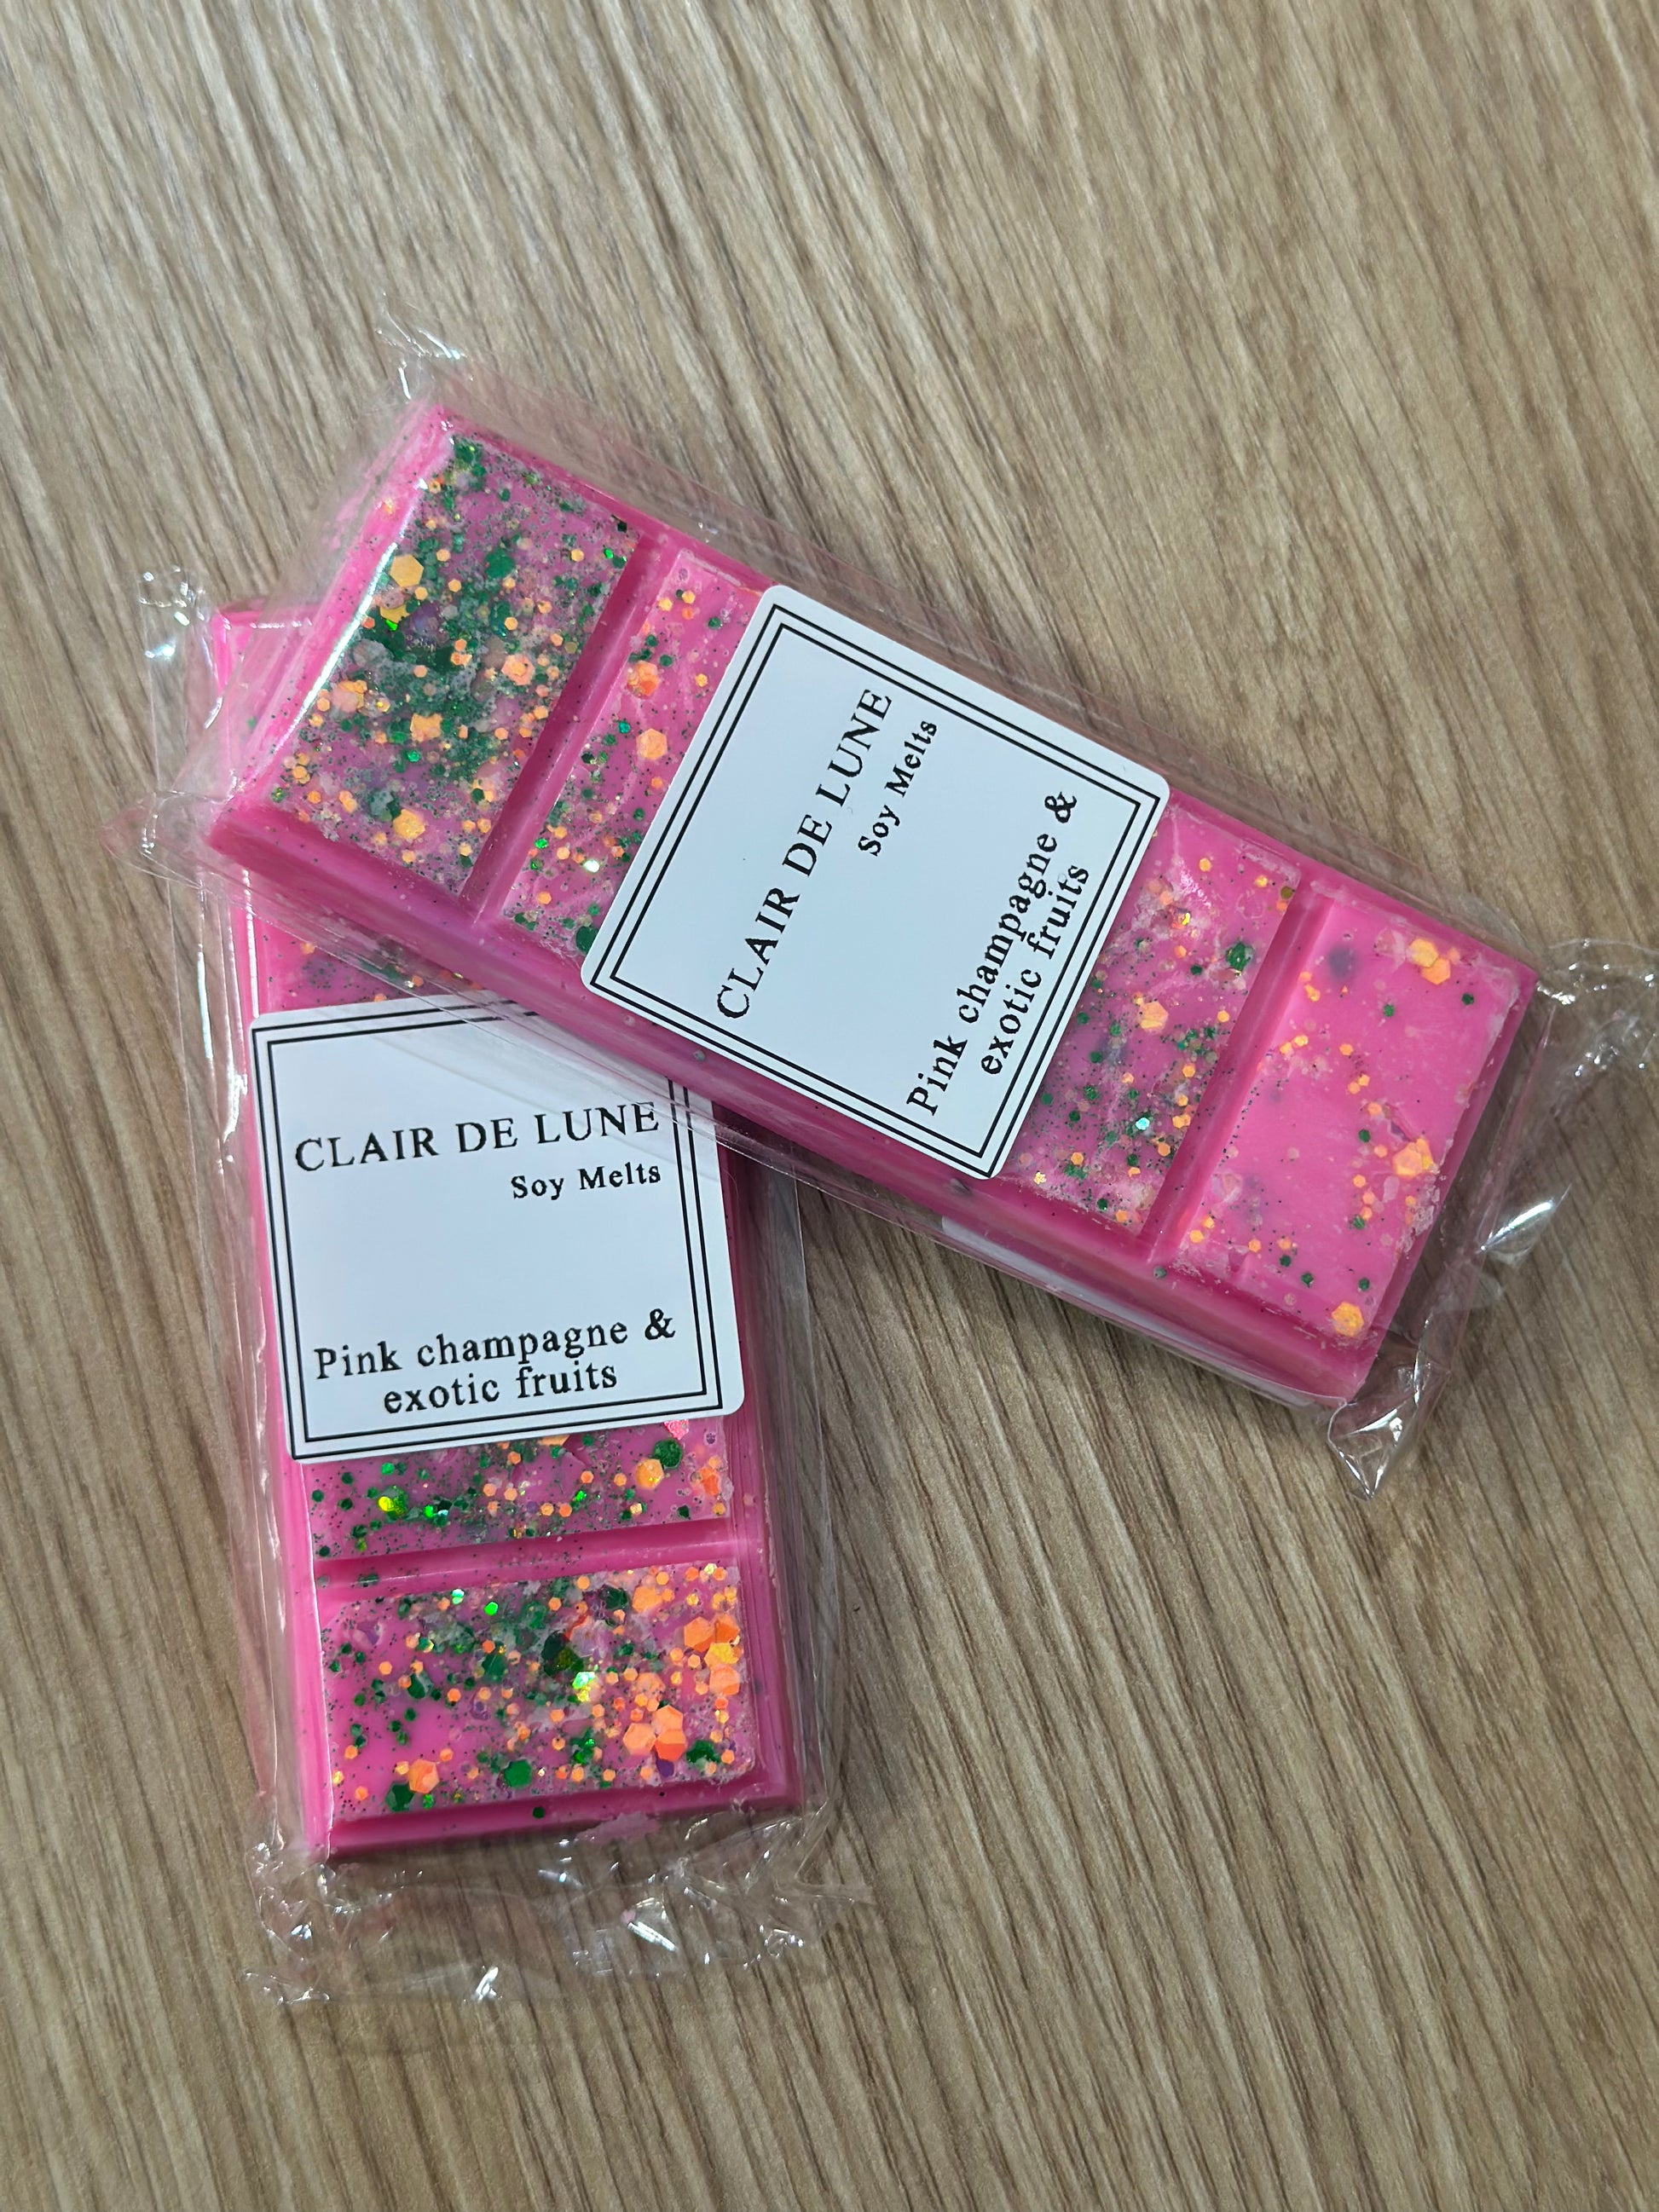 CLAIR DE LUNE
Soy Melts
Pink champagne &
exotic fruits
CLAIR DE LUNE
Soy Melts
Pink champagne &
exotic fruits